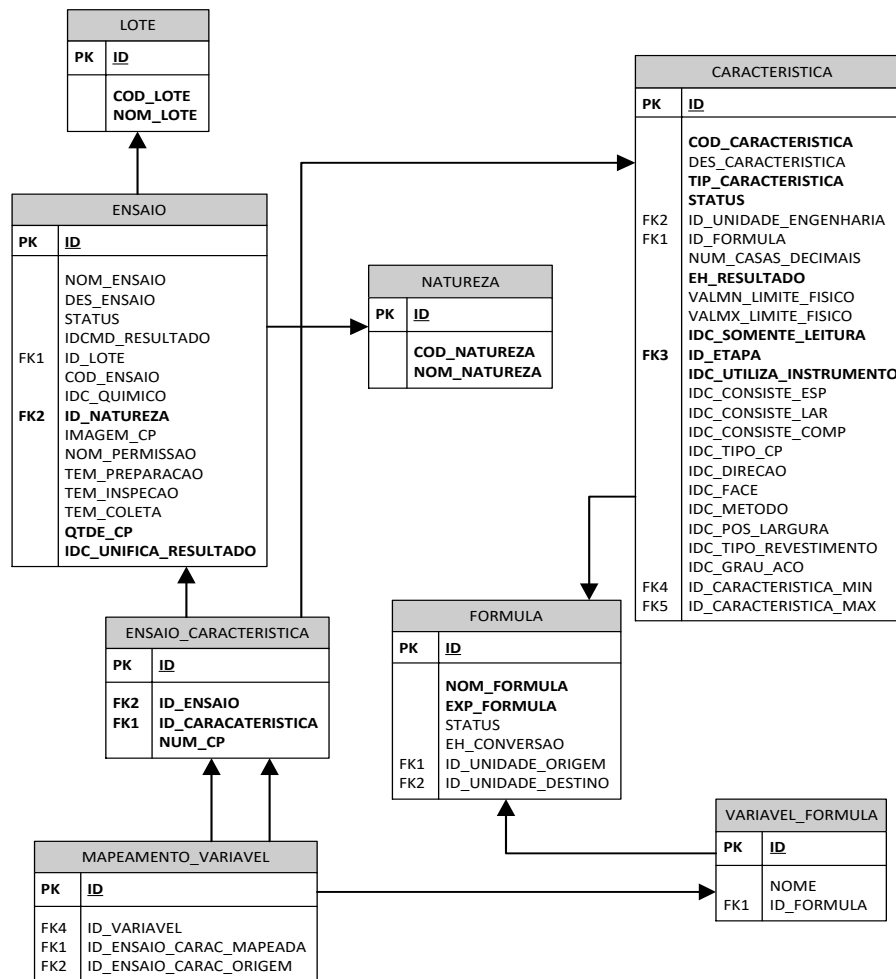 LOTE
PK ID
COD_LOTE
NOM_LOTE
CARACTERISTICA
PK ID
COD_CARACTERISTICA
DES_CARACTERISTICA
TIP_CARACTERISTICA
STATUS
FK2 ID_UNIDADE_ENGENHARIA
FK1 ID_FORMULA
NUM_CASAS_DECIMAIS
EH_RESULTADO
VALMN_LIMITE_FISICO
VALMX_LIMITE_FISICO
IDC_SOMENTE_LEITURA
FK3 ID_ETAPA
IDC_UTILIZA_INSTRUMENTO
IDC_CONSISTE_ESP
IDC_CONSISTE_LAR
IDC_CONSISTE_COMP
IDC_TIPO_CP
IDC_DIRECAO
IDC_FACE
IDC_METODO
IDC_POS_LARGURA
IDC_TIPO_REVESTIMENTO
IDC_GRAU_ACO
FK4 ID_CARACTERISTICA_MIN
FK5 ID_CARACTERISTICA_MAX
ENSAIO
PK ID
NOM_ENSAIO
DES_ENSAIO
STATUS
IDCMD_RESULTADO
FK1 ID_LOTE
COD_ENSAIO
IDC_QUIMICO
FK2 ID_NATUREZA
IMAGEM_CP
NOM_PERMISSAO
TEM_PREPARACAO
TEM_INSPECAO
TEM_COLETA
QTDE_CP
IDC_UNIFICA_RESULTADO
NATUREZA
PK ID
COD_NATUREZA
NOM_NATUREZA
ENSAIO_CARACTERISTICA
PK ID
FK2 ID_ENSAIO
FK1 ID_CARACATERISTICA
NUM_CP
FORMULA
PK ID
NOM_FORMULA
EXP_FORMULA
STATUS
EH_CONVERSAO
FK1 ID_UNIDADE_ORIGEM
FK2 ID_UNIDADE_DESTINO
MAPEAMENTO_VARIAVEL
PK ID
FK4 ID_VARIAVEL
FK1 ID_ENSAIO_CARAC_MAPEADA
FK2 ID_ENSAIO_CARAC_ORIGEM
VARIAVEL_FORMULA
PK ID
NOME
FK1 ID_FORMULA